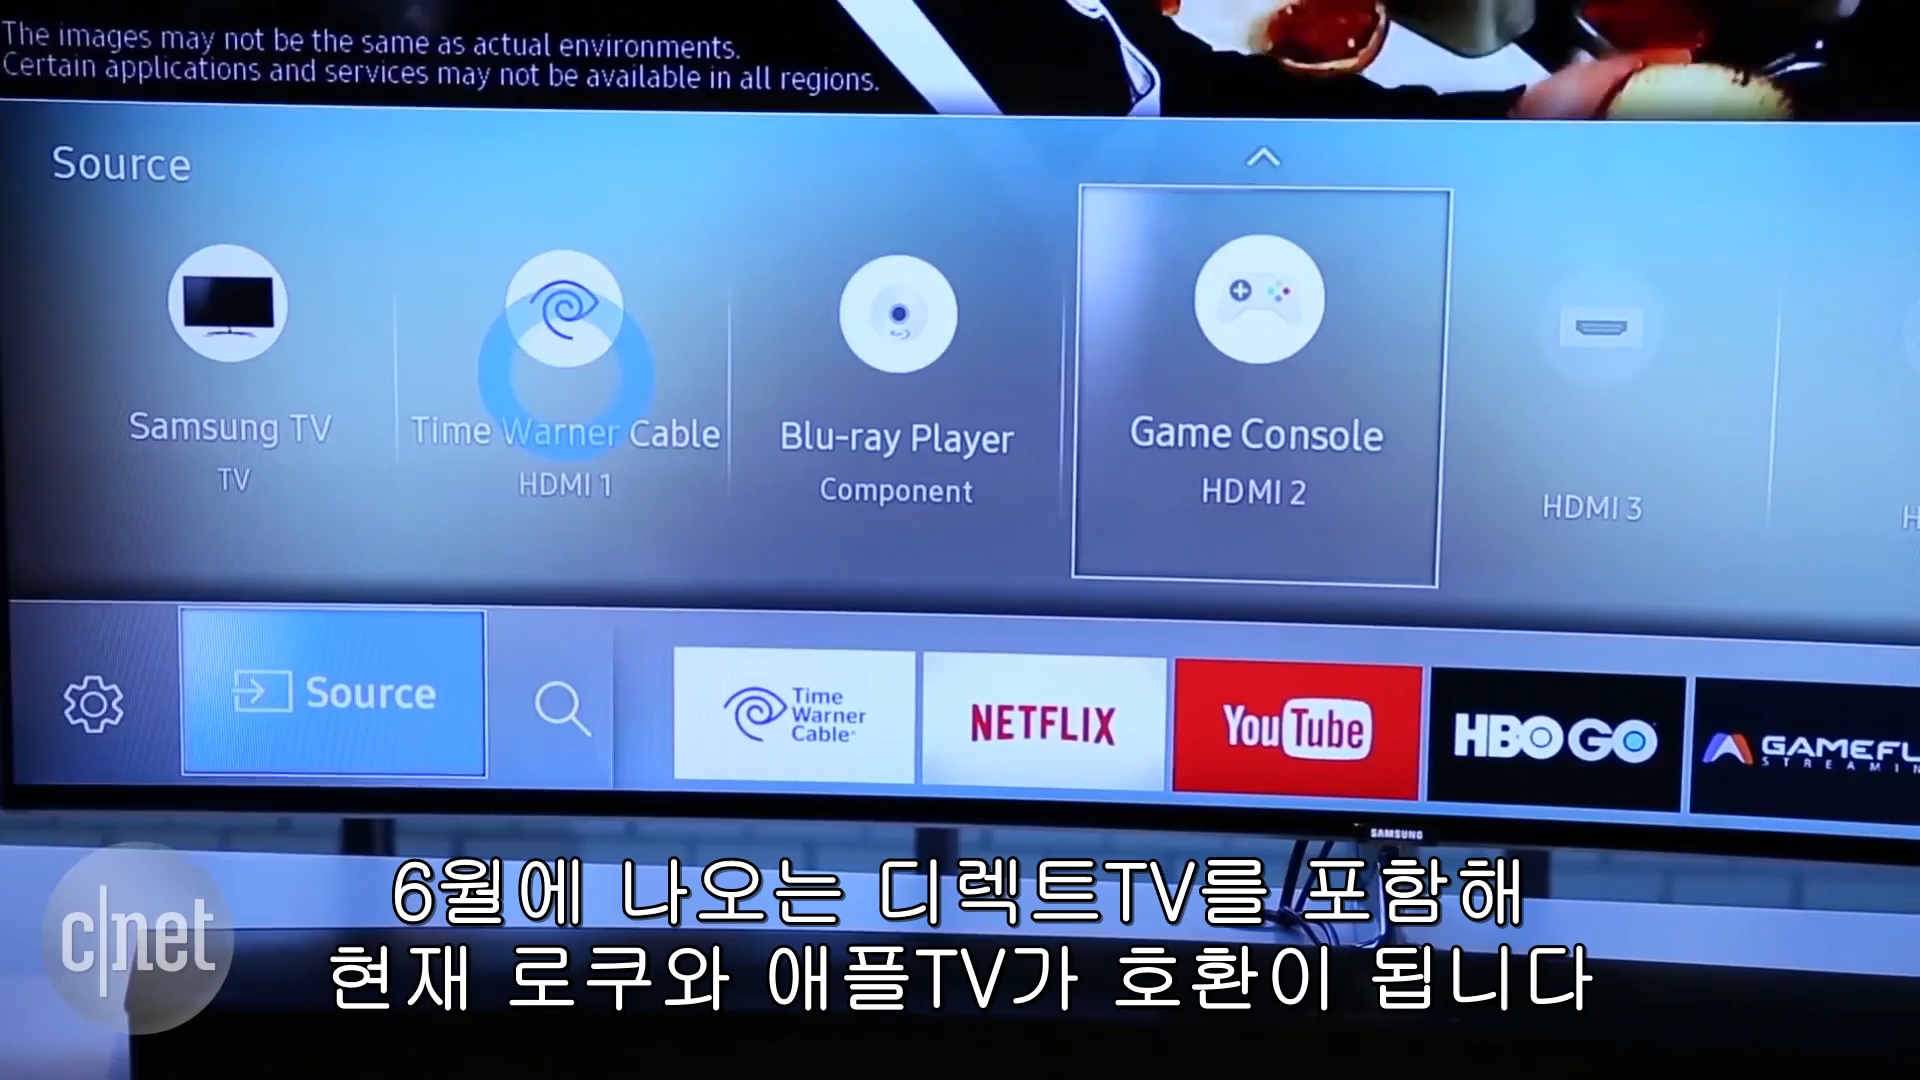 The images may not be the same as actual environments.
Certain applications and services may not be available in all regions.
Source
Samsung TV
TV
Time Warner Cable
HDMI 1
Blu-ray Player
Component
Game Console
HDMI 2
HDMI 3
Source
Time
Warner
Cable
NETFLIX
YouTube
HBO GO
SAMSUNG
c|net
6월에 나오는 디렉트TV를 포함해
현재 로쿠와 애플TV가 호환이 됩니다